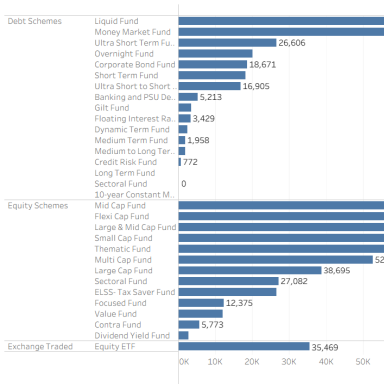 Debt Schemes Liquid Fund
Money Market Fund
Ultra Short Term Fu.. 26,606
Overnight Fund
Corporate Bond Fund 18,671
Short Term Fund
Ultra Short to Short .. 16,905
Banking and PSU De.. 5,213
Gilt Fund
Floating Interest Ra.. 3,429
Dynamic Term Fund
Medium Term Fund 1,958
Medium to Long Ter..
Credit Risk Fund 772
Long Term Fund
Sectoral Fund 0
10-year Constant M..
Equity Schemes Mid Cap Fund
Flexi Cap Fund
Large & Mid Cap Fund
Small Cap Fund
Thematic Fund
Multi Cap Fund 52
Large Cap Fund 38,695
Sectoral Fund 27,082
ELSS- Tax Saver Fund
Focused Fund 12,375
Value Fund
Contra Fund 5,773
Dividend Yield Fund
Exchange Traded Equity ETF 35,469
0K 10K 20K 30K 40K 50K